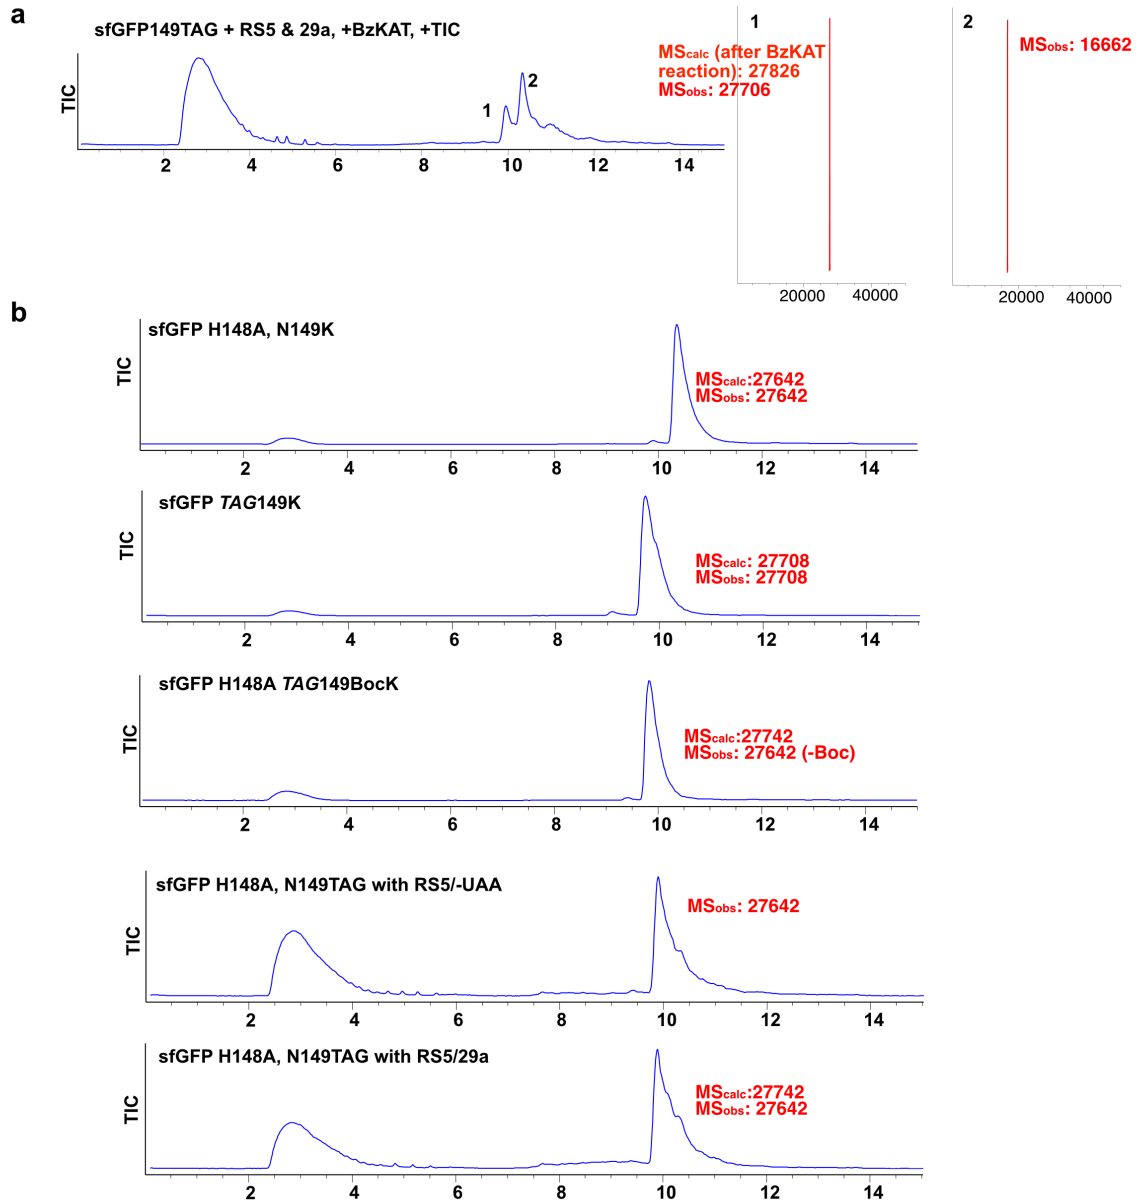 a
sfGFP149TAG + RS5 & 29a, +BzKAT, +TIC
TIC
1
2
2 4 6 8 10 12 14
1
MScalc (after BzKAT
reaction): 27826
MSobs: 27706
20000 40000
2
MSobs: 16662
20000 40000
b
sfGFP H148A, N149K
TIC
MScalc:27642
MSobs: 27642
2 4 6 8 10 12 14
sfGFP TAG149K
TIC
MScalc: 27708
MSobs: 27708
2 4 6 8 10 12 14
sfGFP H148A TAG149BocK
TIC
MScalc:27742
MSobs: 27642 (-Boc)
2 4 6 8 10 12 14
sfGFP H148A, N149TAG with RS5/-UAA
TIC
MSobs: 27642
2 4 6 8 10 12 14
sfGFP H148A, N149TAG with RS5/29a
TIC
MScalc:27742
MSobs: 27642
2 4 6 8 10 12 14